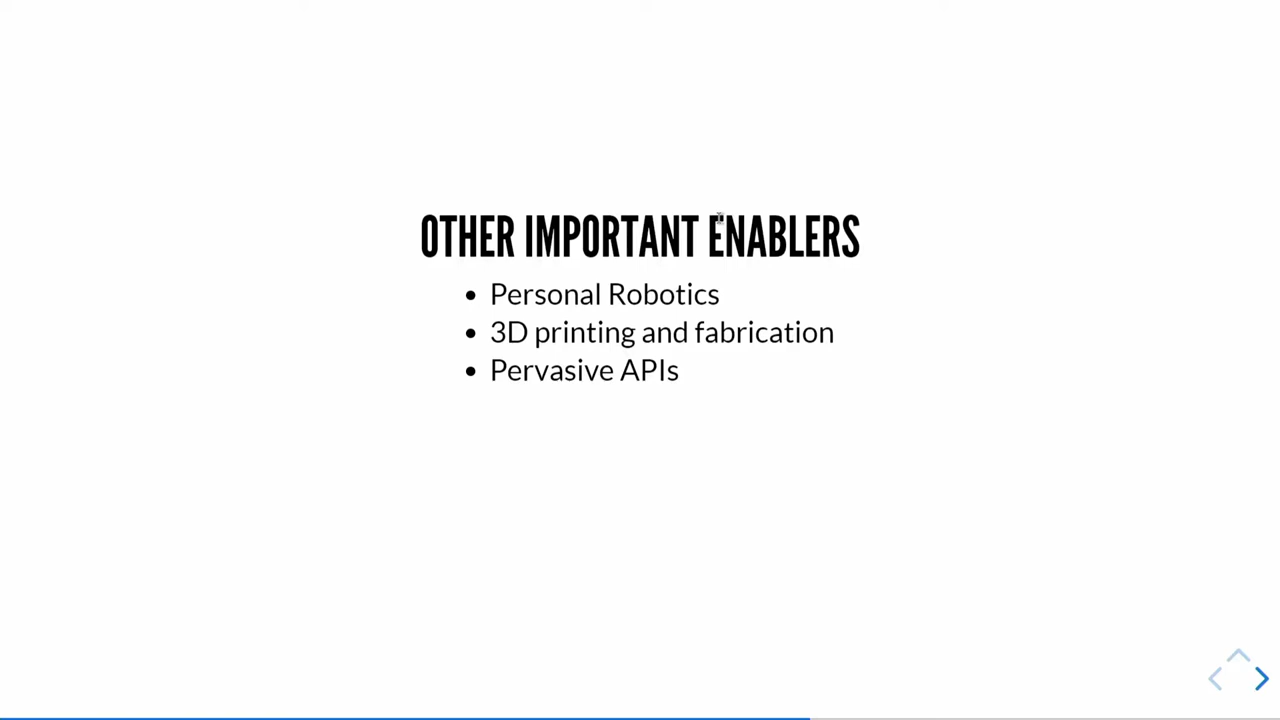 OTHER IMPORTANT ENABLERS
• Personal Robotics
• 3D printing and fabrication
• Pervasive APIs